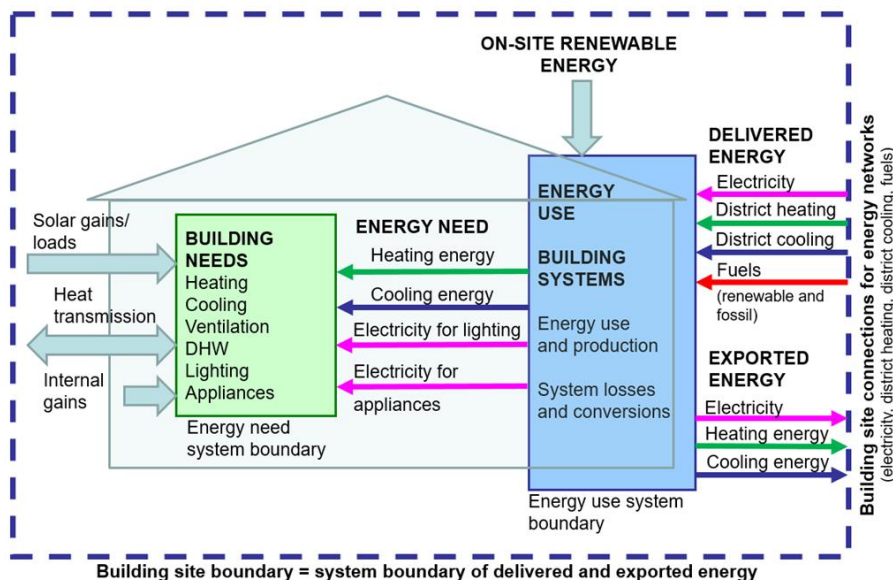 ON-SITE RENEWABLE
ENERGY
DELIVERED
ENERGY
Electricity
District heating
District cooling
Fuels
(renewable and
fossil)
EXPORTED
ENERGY
Electricity
Heating energy
Cooling energy
ENERGY
USE
BUILDING
SYSTEMS
Energy use
and production
System losses
and conversions
Energy use system
boundary
ENERGY NEED
Heating energy
Cooling energy
Electricity for lighting
Electricity for
appliances
Solar gains/
loads
Heat
transmission
Internal
gains
BUILDING
NEEDS
Heating
Cooling
Ventilation
DHW
Lighting
Appliances
Energy need
system boundary
Building site connections for energy networks
(electricity, district heating, district cooling, fuels)
Building site boundary = system boundary of delivered and exported energy